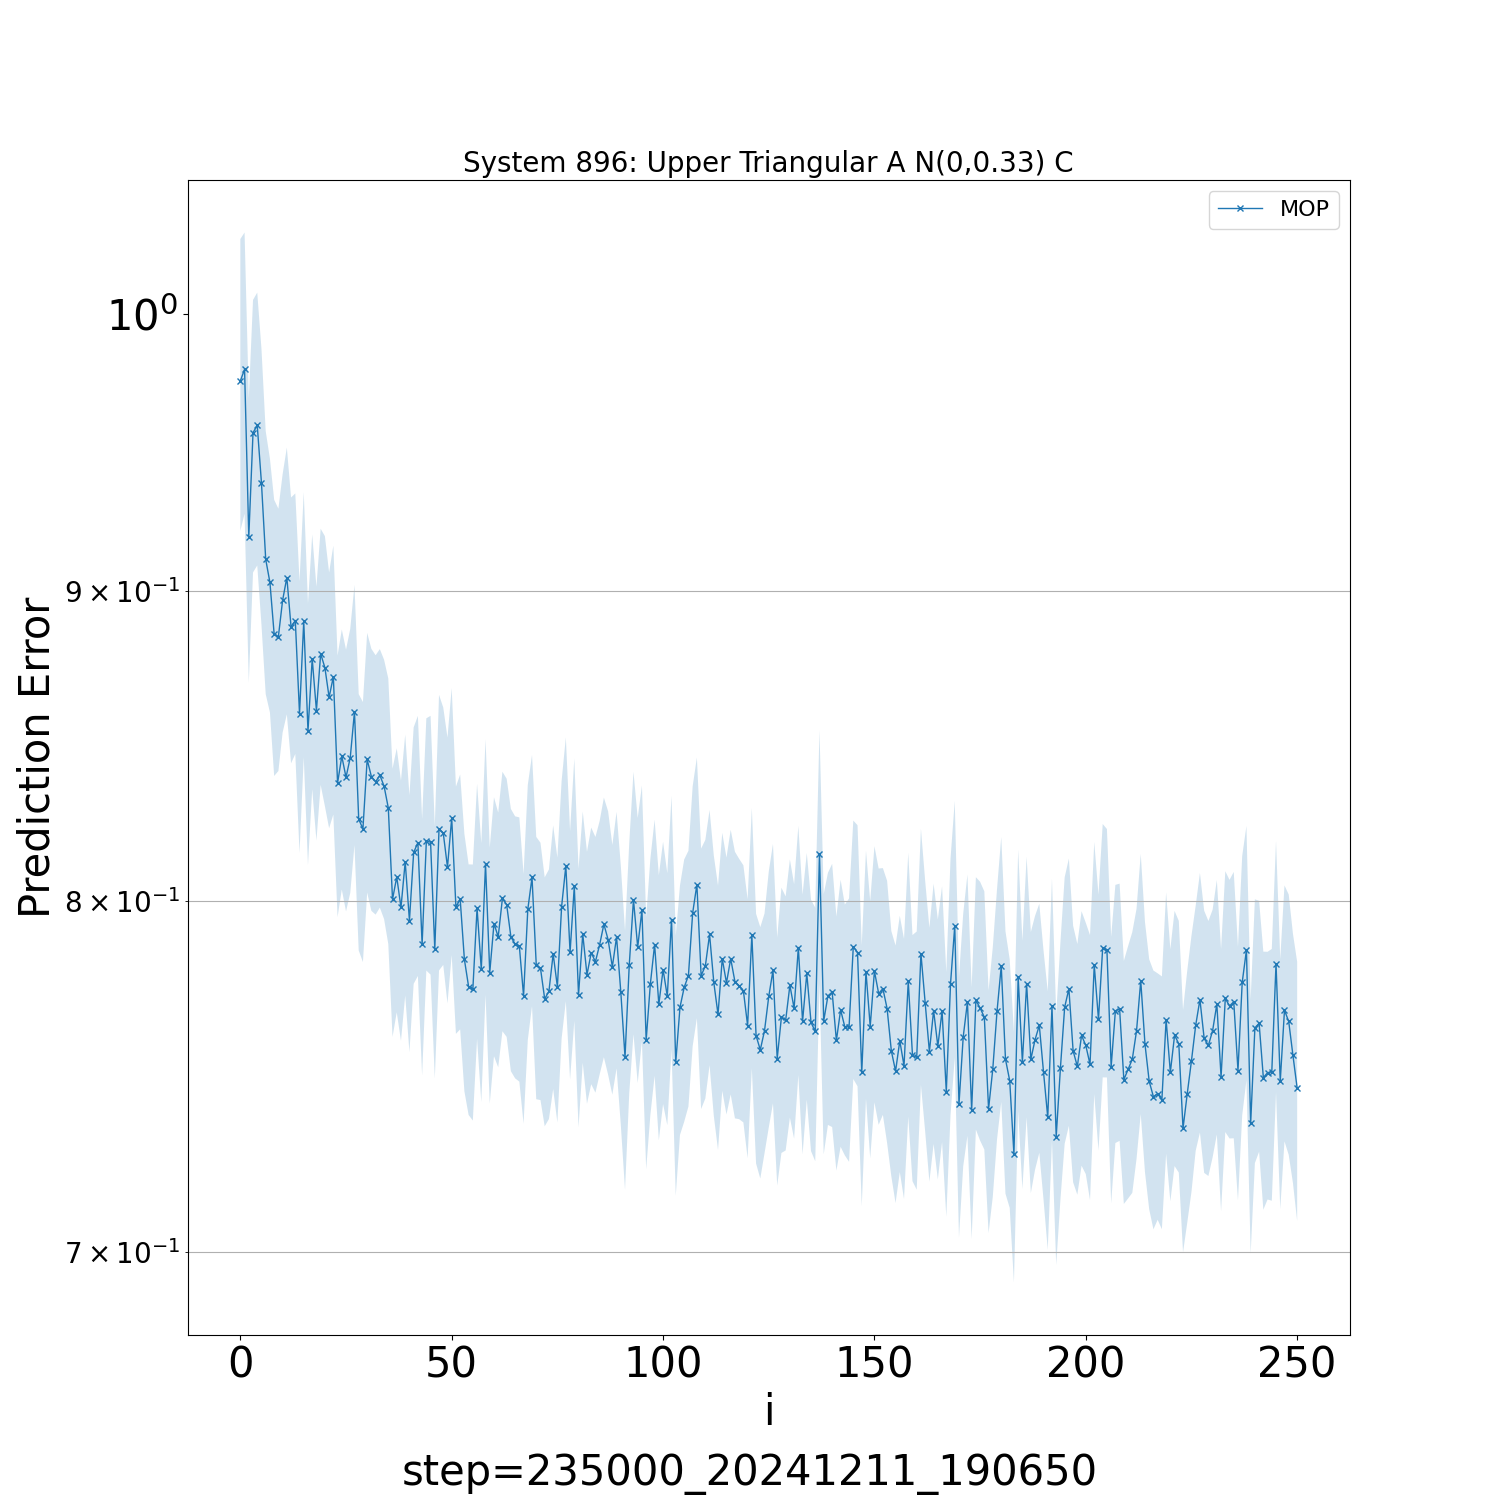 System 896: Upper Triangular A N(0,0.33) C
MOP
Prediction Error
10⁰
9 × 10⁻¹
8 × 10⁻¹
7 × 10⁻¹
0 50 100 150 200 250
i
step=235000_20241211_190650